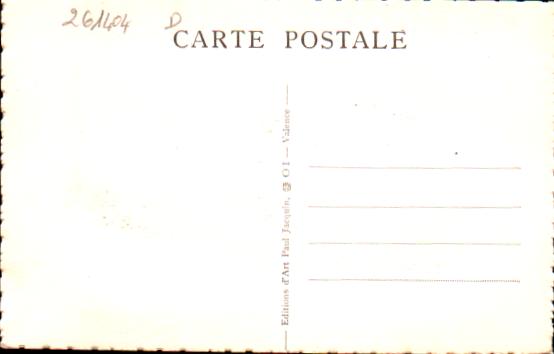 261404 D
CARTE POSTALE
Editions d'Art Paul Jacquin, O I — Valence